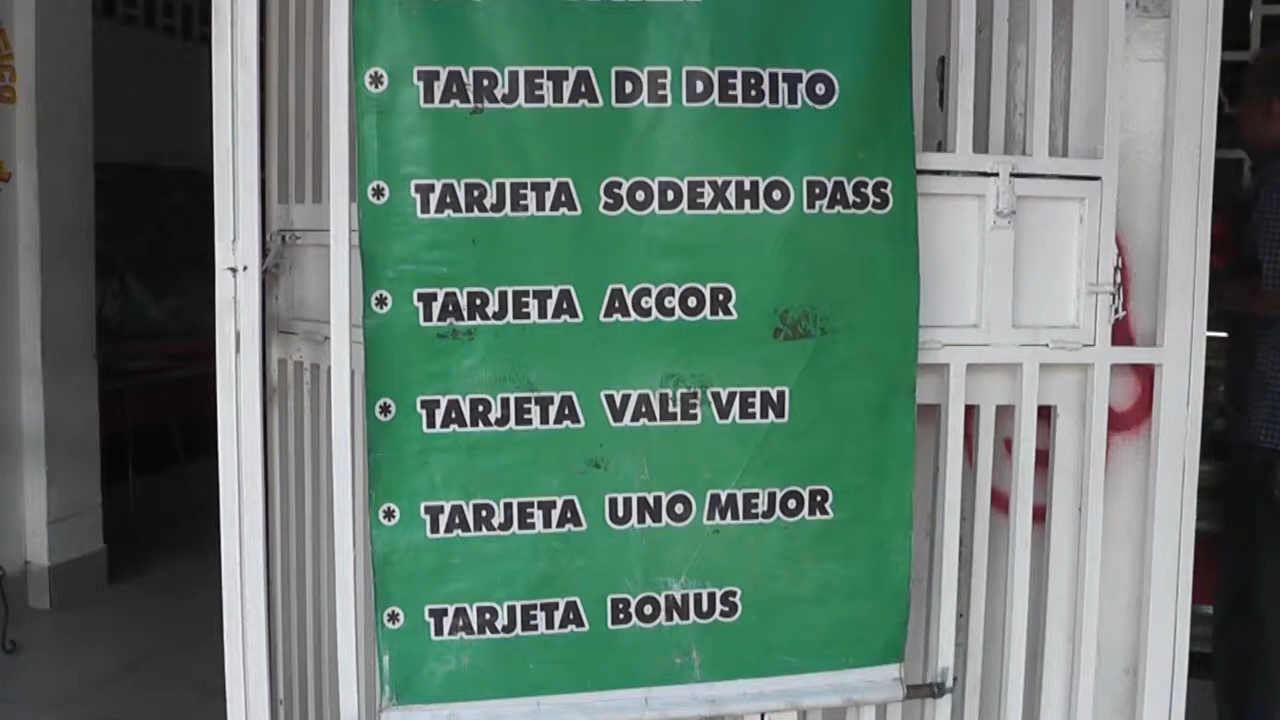 * TARJETA DE DEBITO
* TARJETA SODEXHO PASS
* TARJETA ACCOR
* TARJETA VALE VEN
* TARJETA UNO MEJOR
* TARJETA BONUS